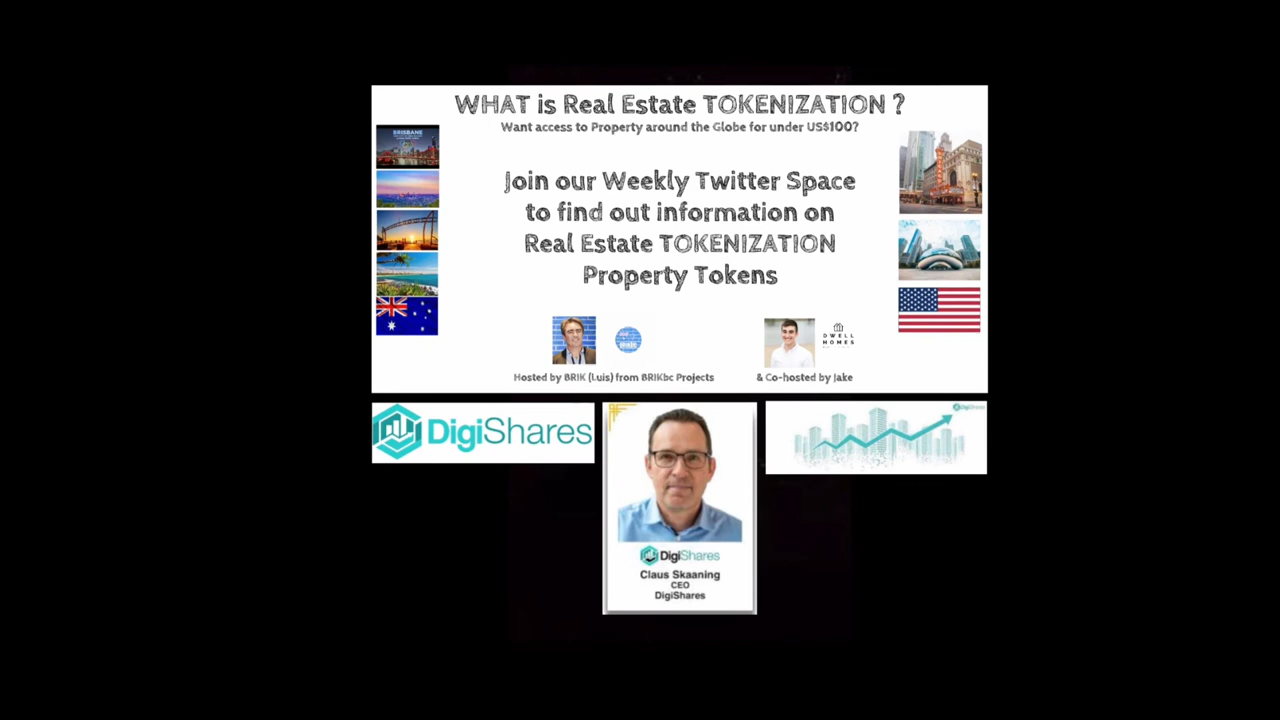 WHAT is Real Estate TOKENIZATION ?
Want access to Property around the Globe for under US$100?
BRISBANE
Join our Weekly Twitter Space
to find out information on
Real Estate TOKENIZATION
Property Tokens
DWELL
HOMES
Hosted by BRIK (Luis) from BRIKbc Projects
& Co-hosted by Jake
DigiShares
DigiShares
DigiShares
Claus Skaaning
CEO
DigiShares